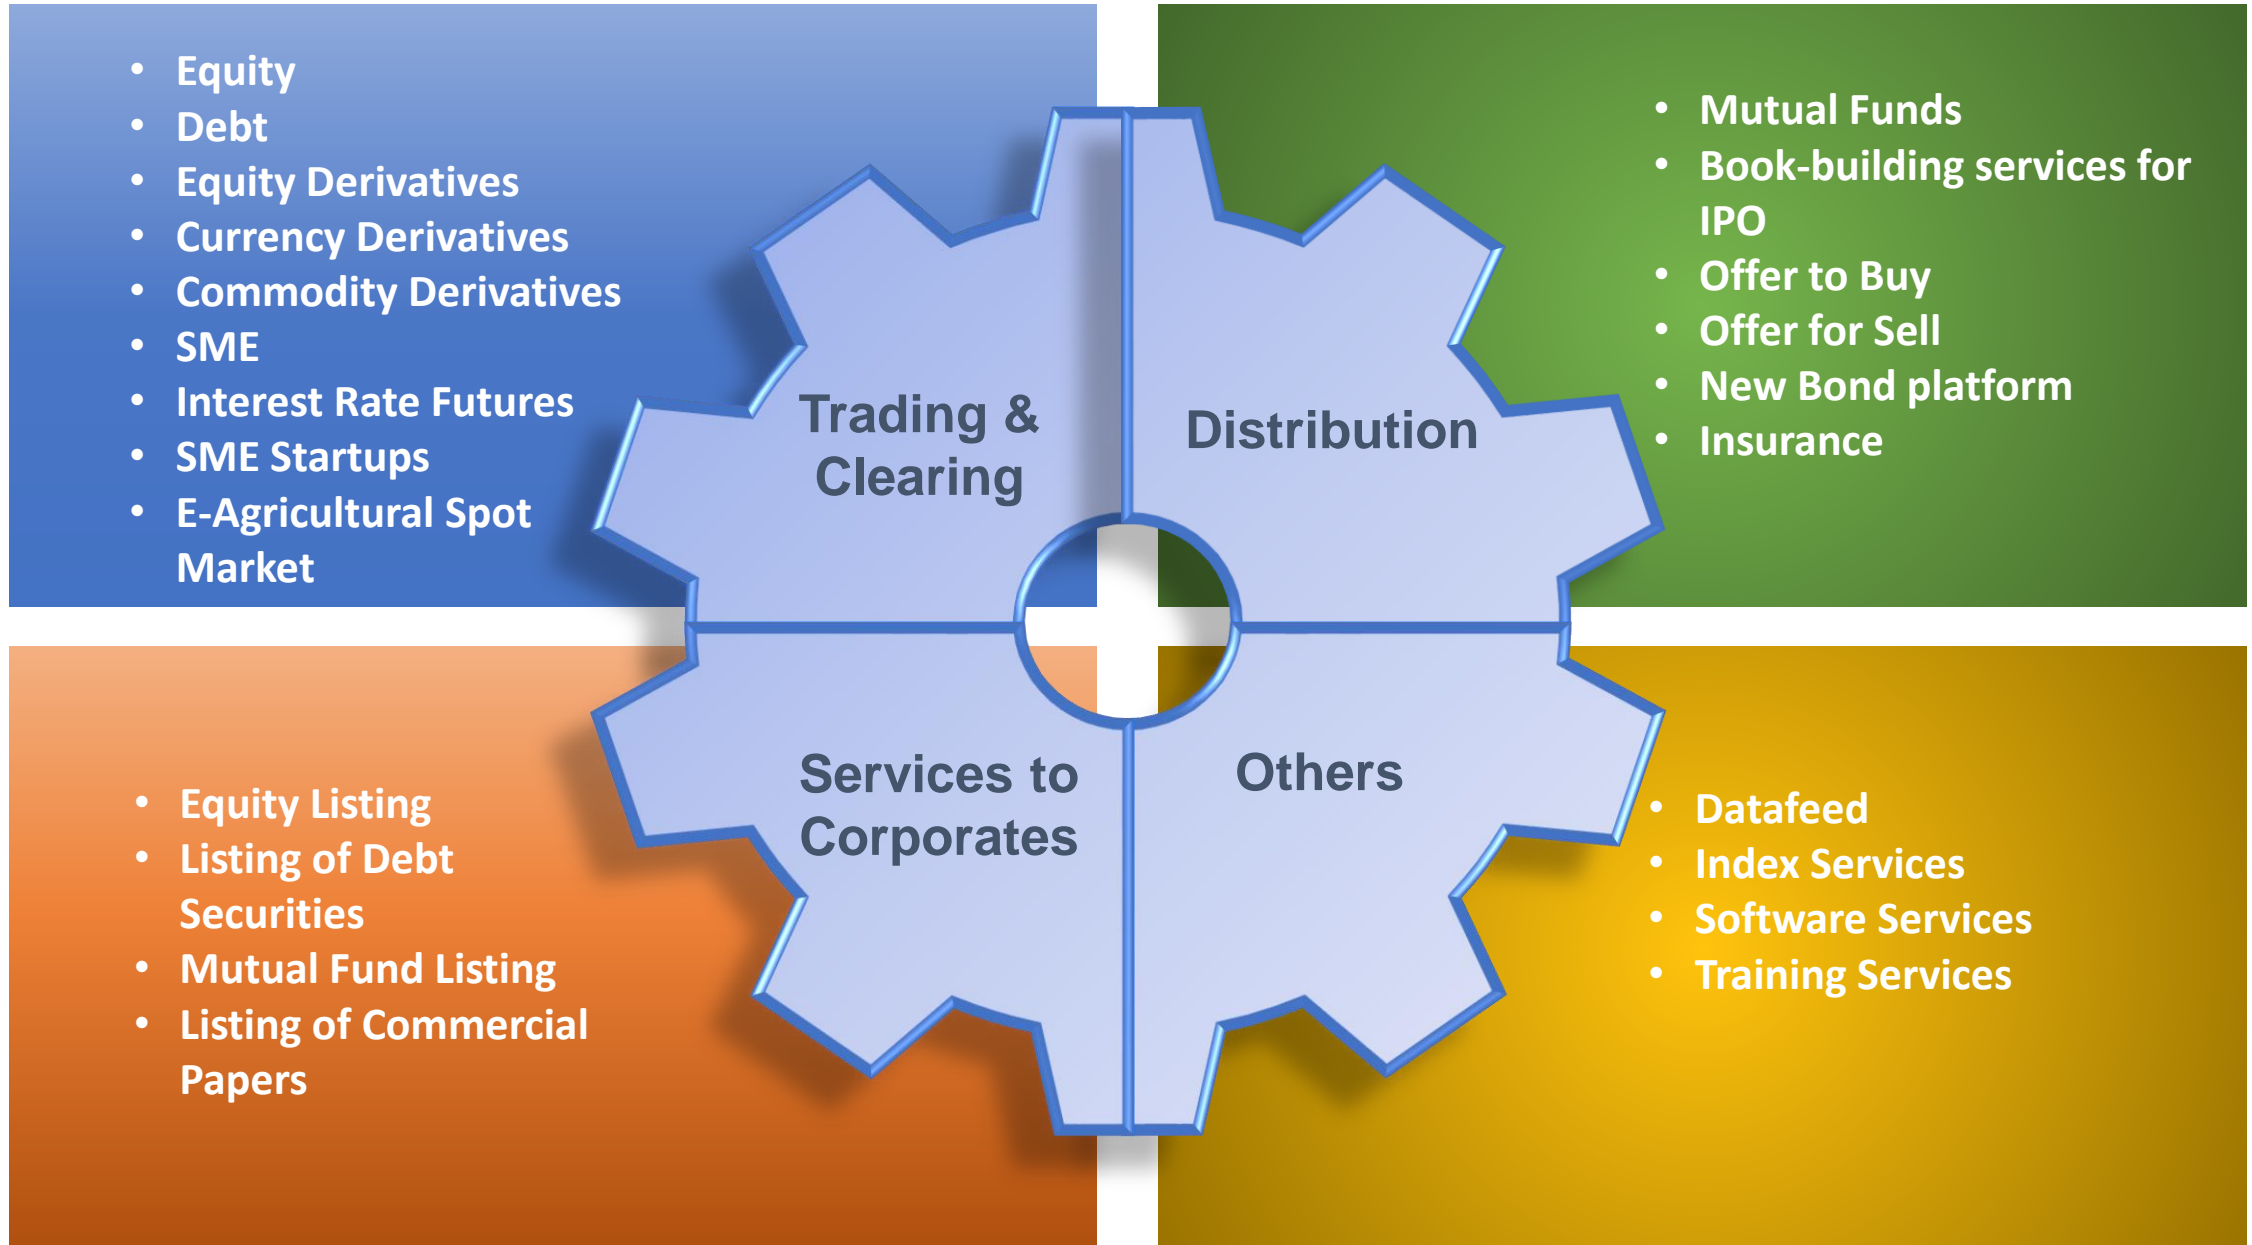 • Equity
• Debt
• Equity Derivatives
• Currency Derivatives
• Commodity Derivatives
• SME
• Interest Rate Futures
• SME Startups
• E-Agricultural Spot
Market
Trading &
Clearing
• Mutual Funds
• Book-building services for
IPO
• Offer to Buy
• Offer for Sell
• New Bond platform
• Insurance
Distribution
• Equity Listing
• Listing of Debt
Securities
• Mutual Fund Listing
• Listing of Commercial
Papers
Services to
Corporates
Others
• Datafeed
• Index Services
• Software Services
• Training Services